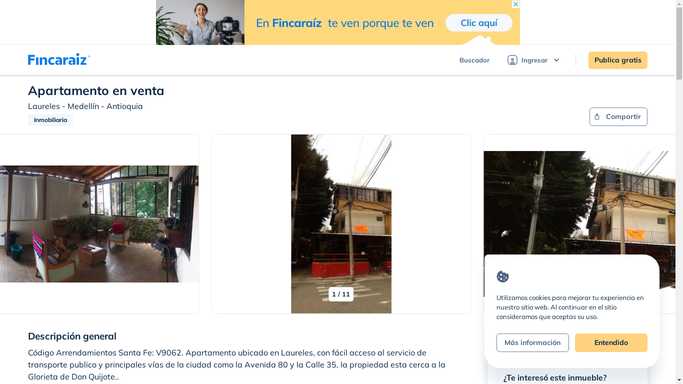 En Fincaraíz te ven porque te ven
Clic aquí
Fincaraiz
Buscador
Ingresar
Publica gratis
Apartamento en venta
Laureles - Medellín - Antioquia
Inmobiliaria
Compartir
1 / 11
Utilizamos cookies para mejorar tu experiencia en
nuestro sitio web. Al continuar en el sitio
consideramos que aceptas su uso.
Más información
Entendido
Descripción general
Código Arrendamientos Santa Fe: V9062. Apartamento ubicado en Laureles, con fácil acceso al servicio de
transporte publico y principales vías de la ciudad como la Avenida 80 y la Calle 35. la propiedad esta cerca a la
Glorieta de Don Quijote..
¿Te interesó este inmueble?